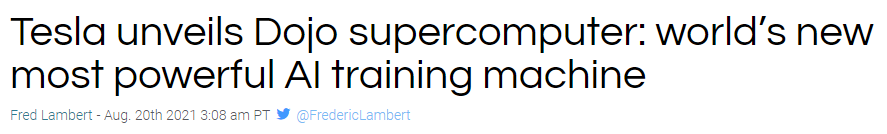 Tesla unveils Dojo supercomputer: world’s new
most powerful AI training machine
Fred Lambert - Aug. 20th 2021 3:08 am PT @FredericLambert